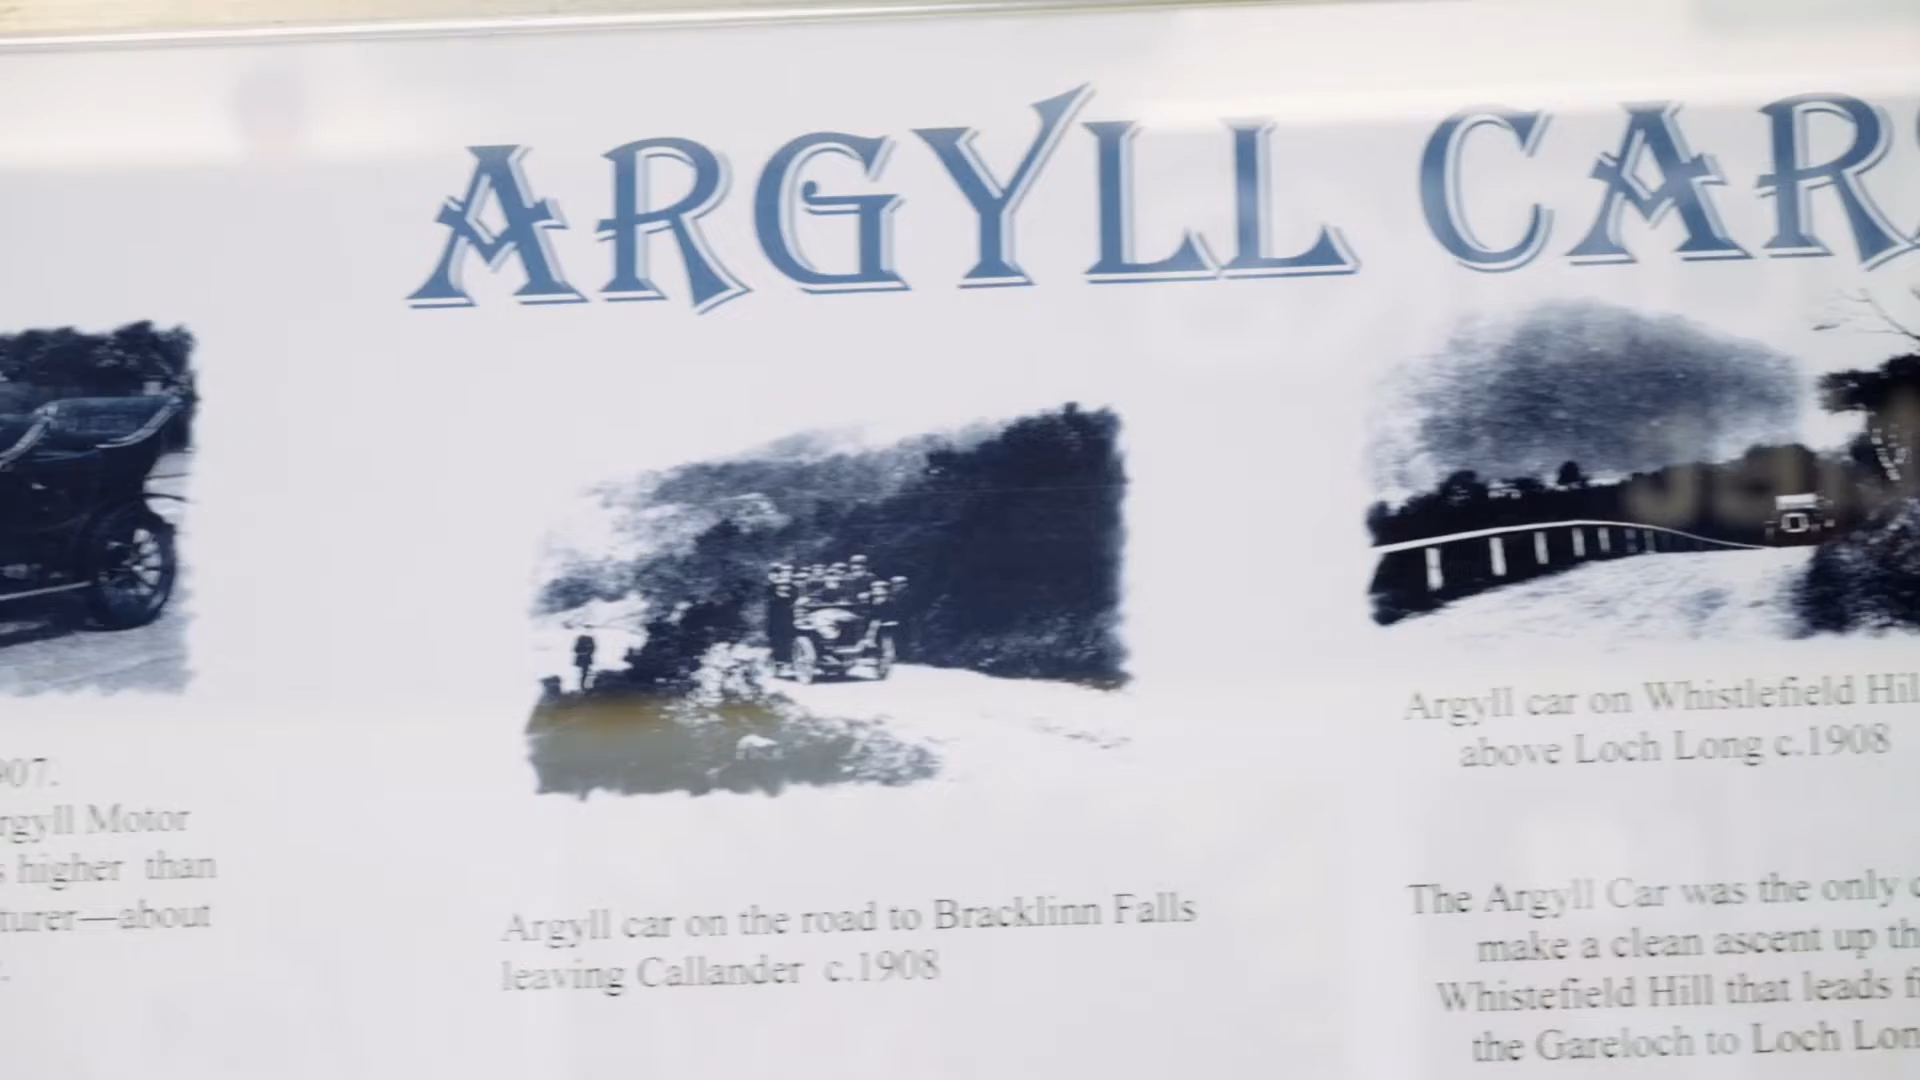 ARGYLL CARS
907.
rgyll Motor
s higher than
turer—about
Argyll car on the road to Bracklinn Falls
leaving Callander c.1908
Argyll car on Whistlefield Hil
above Loch Long c.1908
The Argyll Car was the only
make a clean ascent up th
Whistefield Hill that leads f
the Gareloch to Loch Lon